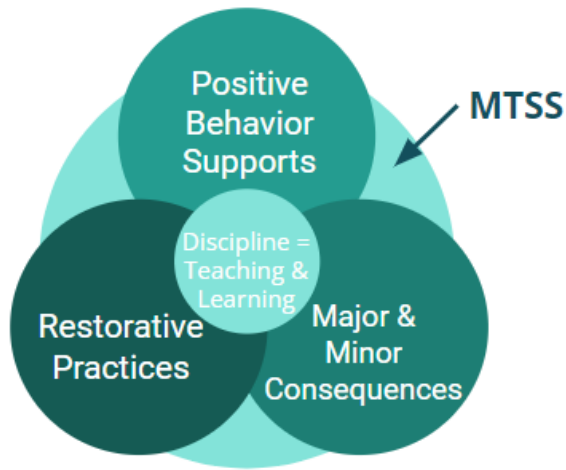 Positive
Behavior
Supports
MTSS
Discipline =
Teaching &
Learning
Restorative
Practices
Major &
Minor
Consequences